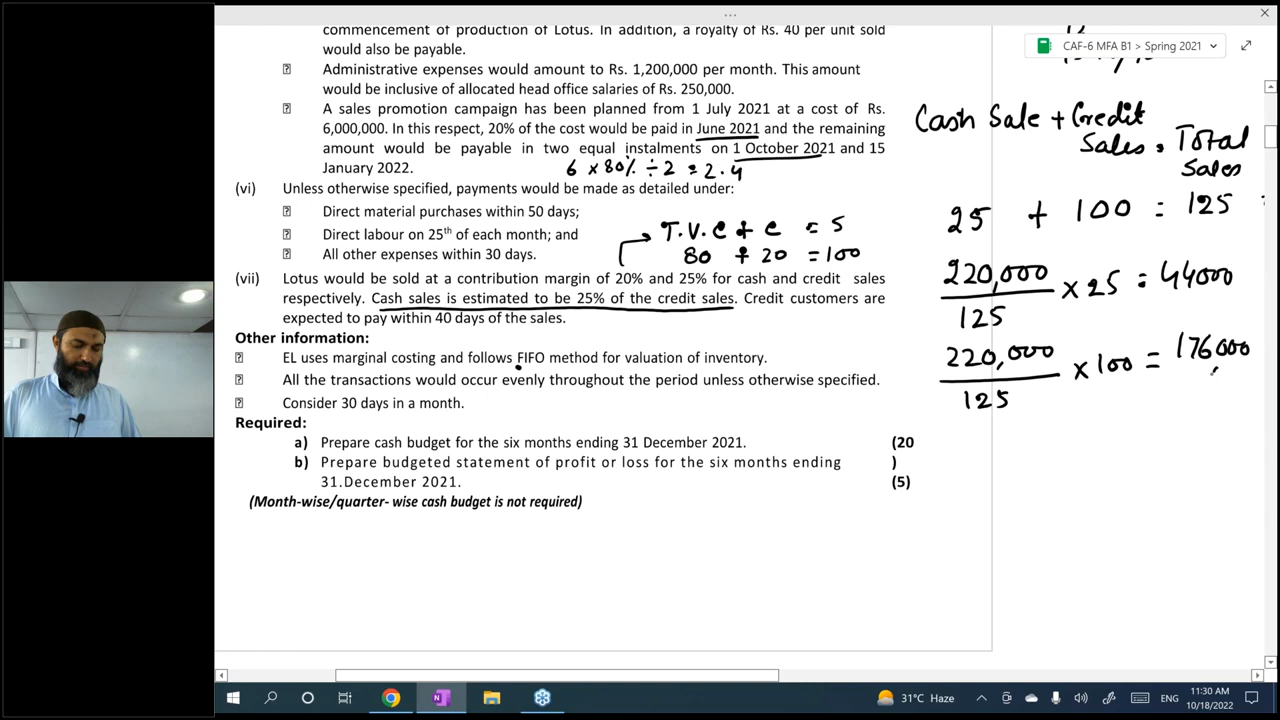 commencement of production of Lotus. In addition, a royalty of Rs. 40 per unit sold
would also be payable.
Administrative expenses would amount to Rs. 1,200,000 per month. This amount
would be inclusive of allocated head office salaries of Rs. 250,000.
A sales promotion campaign has been planned from 1 July 2021 at a cost of Rs.
6,000,000. In this respect, 20% of the cost would be paid in June 2021 and the remaining
amount would be payable in two equal instalments on 1 October 2021 and 15
January 2022.
6 × 80% ÷ 2 = 2.4
(vi) Unless otherwise specified, payments would be made as detailed under:
Direct material purchases within 50 days;
Direct labour on 25th of each month; and
All other expenses within 30 days.
T.V.C + C = S
80 + 20 = 100
(vii) Lotus would be sold at a contribution margin of 20% and 25% for cash and credit sales
respectively. Cash sales is estimated to be 25% of the credit sales. Credit customers are
expected to pay within 40 days of the sales.
Other information:
EL uses marginal costing and follows FIFO method for valuation of inventory.
All the transactions would occur evenly throughout the period unless otherwise specified.
Consider 30 days in a month.
Required:
a) Prepare cash budget for the six months ending 31 December 2021. (20
b) Prepare budgeted statement of profit or loss for the six months ending )
31.December 2021. (5)
(Month-wise/quarter- wise cash budget is not required)
CAF-6 MFA B1 > Spring 2021
Cash Sale + Credit
Sales = Total
Sales
25 + 100 = 125
220,000
125
× 25 = 44000
220,000
125
× 100 = 176000
31°C Haze
ENG
11:30 AM
10/18/2022